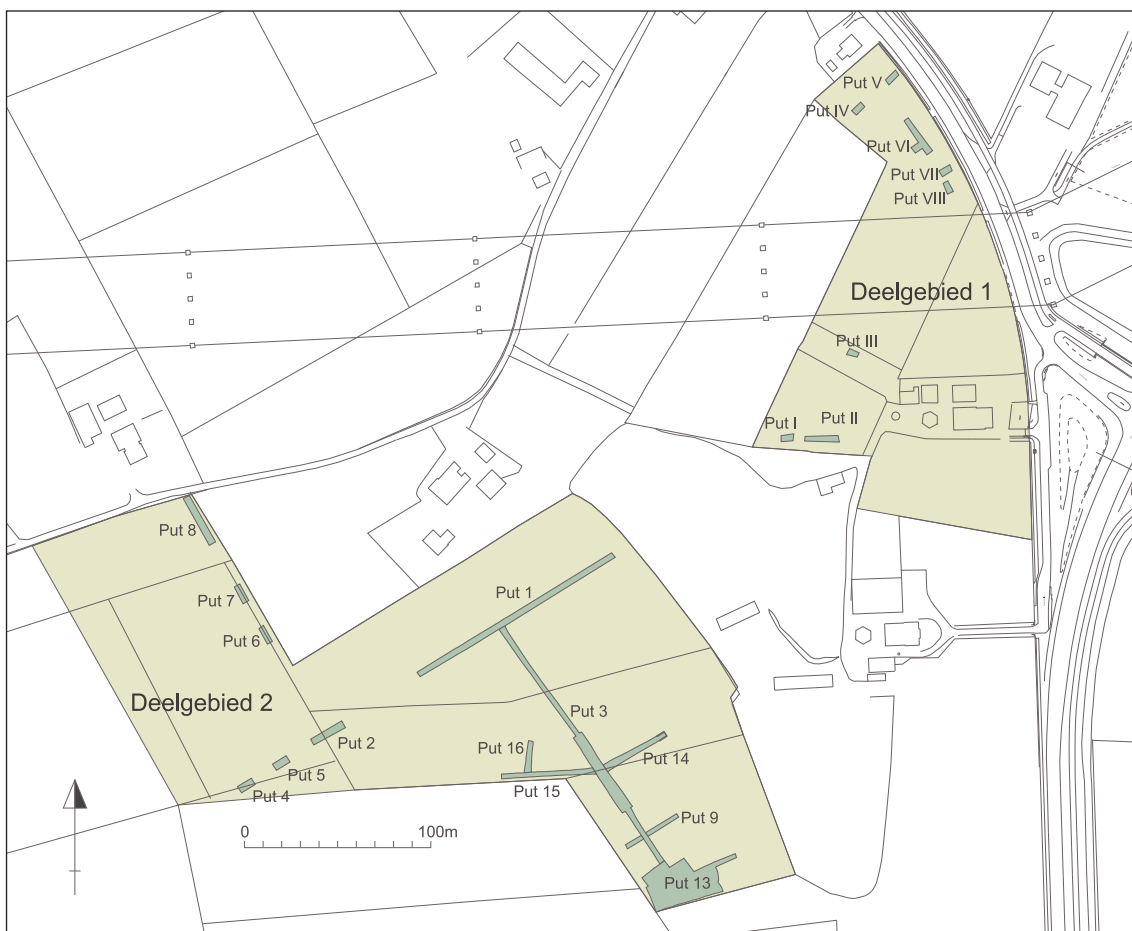 Put V
Put IV
Put VI
Put VII
Put VIII
Deelgebied 1
Put III
Put I
Put II
Put 8
Put 7
Put 6
Put 1
Deelgebied 2
Put 2
Put 3
Put 16
Put 14
Put 5
Put 4
Put 15
Put 9
Put 13
0 100m